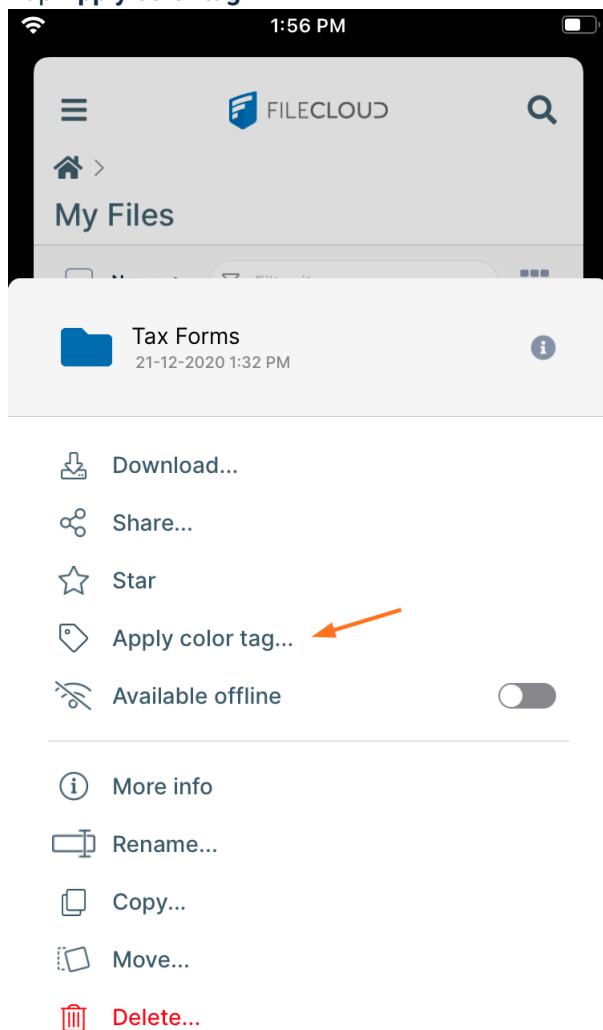 1:56 PM
FILECLOUD
My Files
Tax Forms
21-12-2020 1:32 PM
Download...
Share...
Star
Apply color tag...
Available offline
More info
Rename...
Copy...
Move...
Delete...